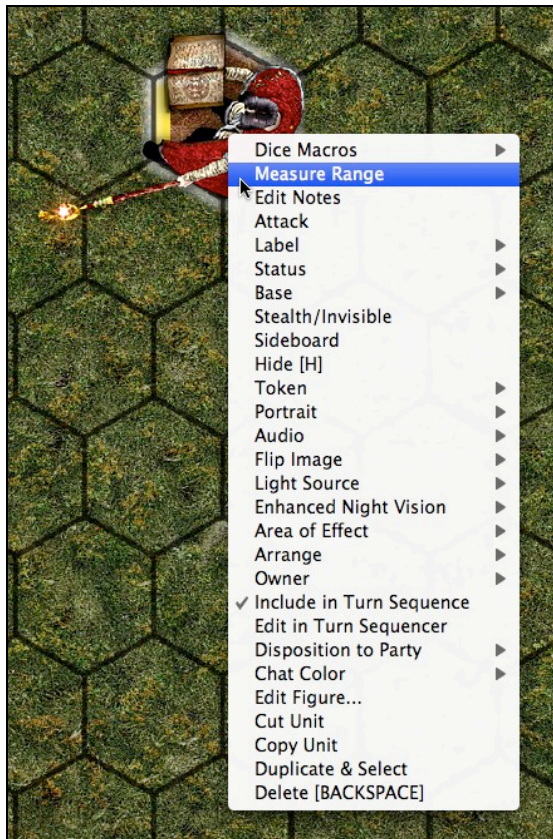 Dice Macros
Measure Range
Edit Notes
Attack
Label
Status
Base
Stealth/Invisible
Sideboard
Hide [H]
Token
Portrait
Audio
Flip Image
Light Source
Enhanced Night Vision
Area of Effect
Arrange
Owner
✓ Include in Turn Sequence
Edit in Turn Sequencer
Disposition to Party
Chat Color
Edit Figure...
Cut Unit
Copy Unit
Duplicate & Select
Delete [BACKSPACE]